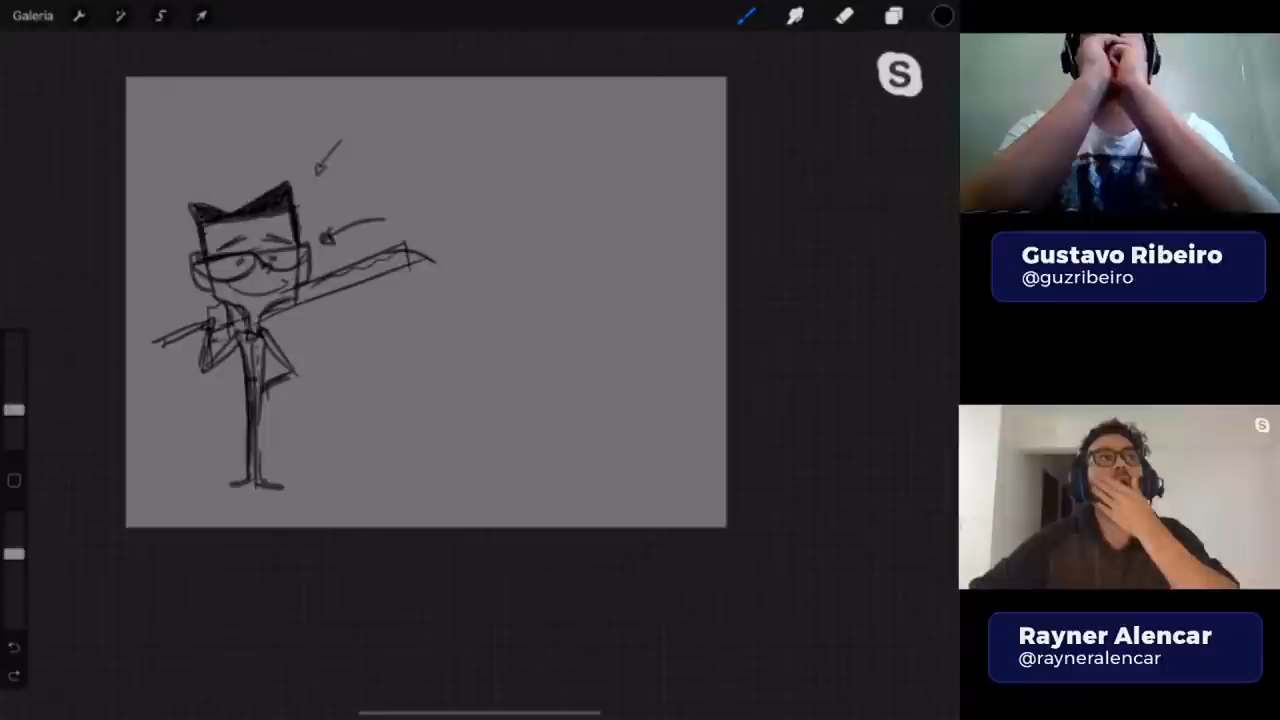 Galeria
S
Gustavo Ribeiro
@guzribeiro
S
Rayner Alencar
@rayneralencar